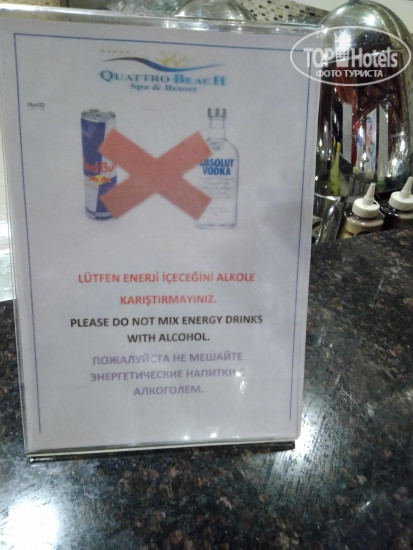 TOP Hotels
ФОТО ТУРИСТА
QUATTRO BEACH
Spa & Resort
Red Bu
ABSOLUT
VODKA
LÜTFEN ENERJİ İÇECEĞİNİ ALKOLE
KARIŞTIRMAYINIZ.
PLEASE DO NOT MIX ENERGY DRINKS
WITH ALCOHOL.
ПОЖАЛУЙСТА НЕ МЕШАЙТЕ
ЭНЕРГЕТИЧЕСКИЕ НАПИТКИ С
АЛКОГОЛЕМ.